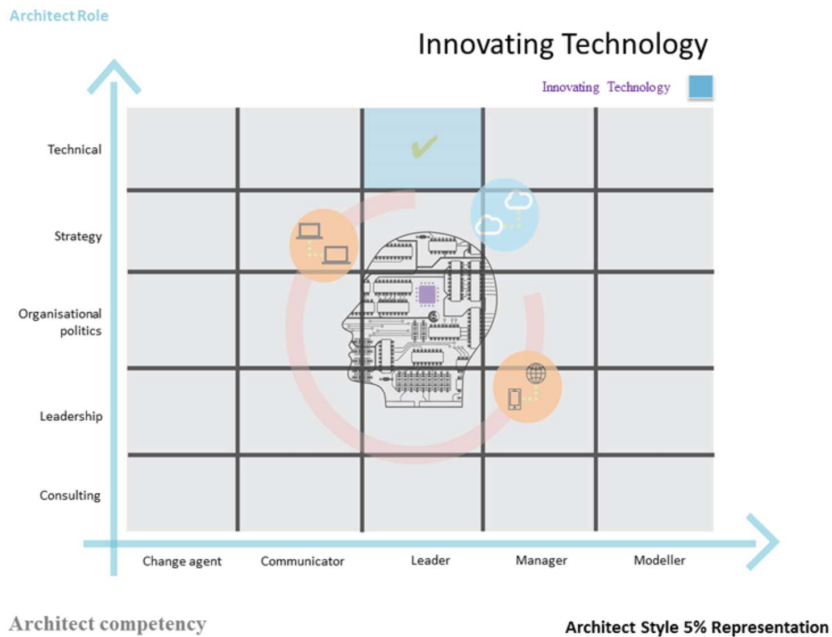 Architect Role
Innovating Technology
Innovating Technology
Technical
Strategy
Organisational
politics
Leadership
Consulting
Change agent
Communicator
Leader
Manager
Modeller
Architect competency
Architect Style 5% Representation